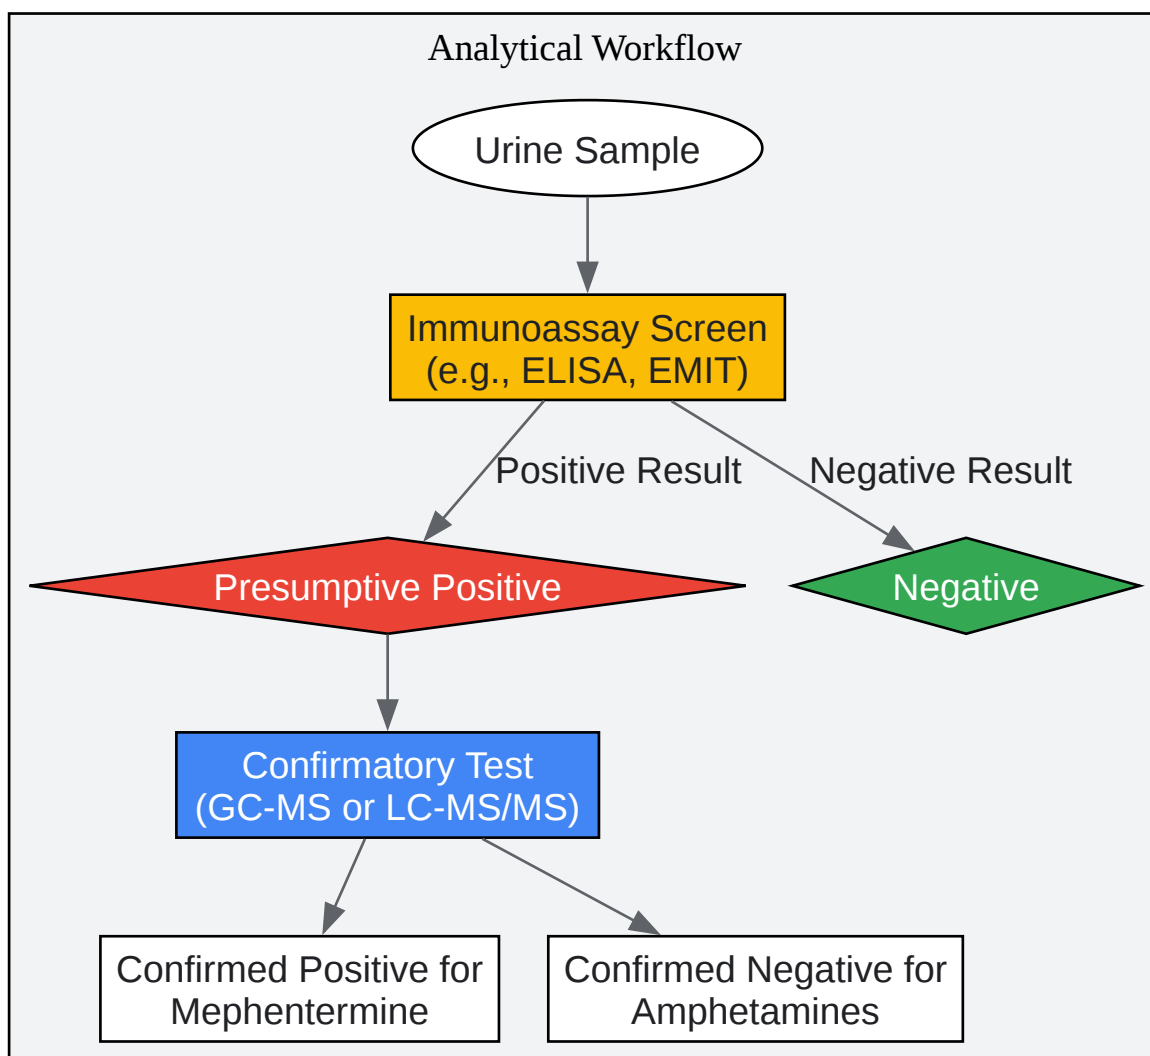 Analytical Workflow
Urine Sample
Immunoassay Screen
(e.g., ELISA, EMIT)
Positive Result
Negative Result
Presumptive Positive
Negative
Confirmatory Test
(GC-MS or LC-MS/MS)
Confirmed Positive for
Mephentermine
Confirmed Negative for
Amphetamines